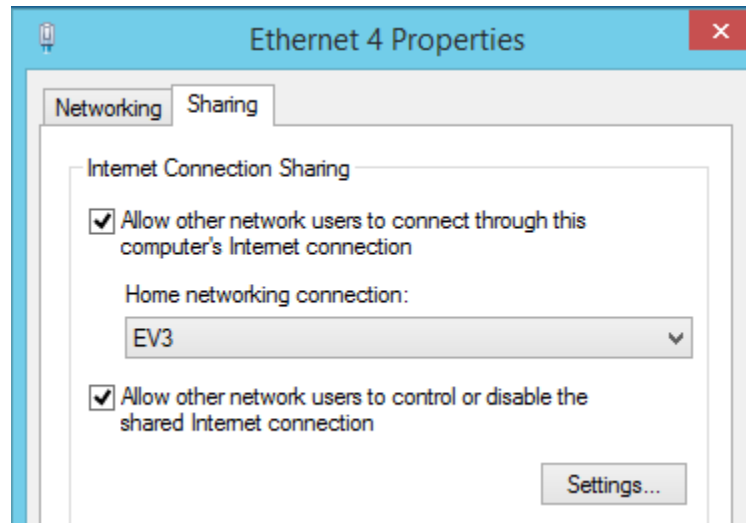 Ethernet 4 Properties
Networking
Sharing
Internet Connection Sharing
Allow other network users to connect through this
computer's Internet connection
Home networking connection:
EV3
Allow other network users to control or disable the
shared Internet connection
Settings...